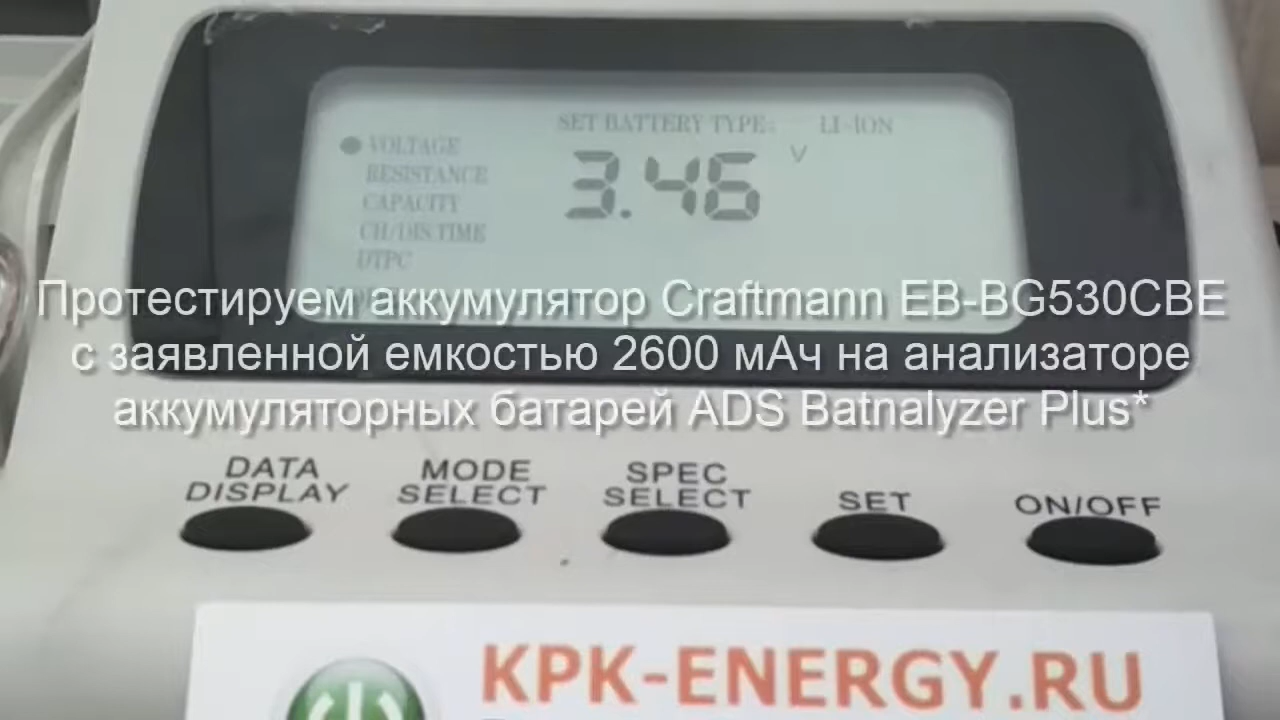 SET BATTERY TYPE: LI-ION
VOLTAGE
3.46 V
RESISTANCE
CAPACITY
CH/DIS TIME
DTPC
Протестируем аккумулятор Craftmann EB-BG530CBE
с заявленной емкостью 2600 мАч на анализаторе
аккумуляторных батарей ADS Batnalyzer Plus*
DATA DISPLAY
MODE SELECT
SPEC SELECT
SET
ON/OFF
KPK-ENERGY.RU